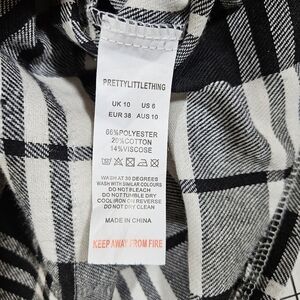 PRETTYLITTLETHING
UK 10 US 6
EUR 38 AUS 10
66%POLYESTER
20%COTTON
14%VISCOSE
WASH AT 30 DEGREES
WASH WITH SIMILAR COLOURS
DO NOT BLEACH
DO NOT TUMBLE DRY
COOL IRON ON REVERSE
DO NOT DRY CLEAN
MADE IN CHINA
KEEP AWAY FROM FIRE